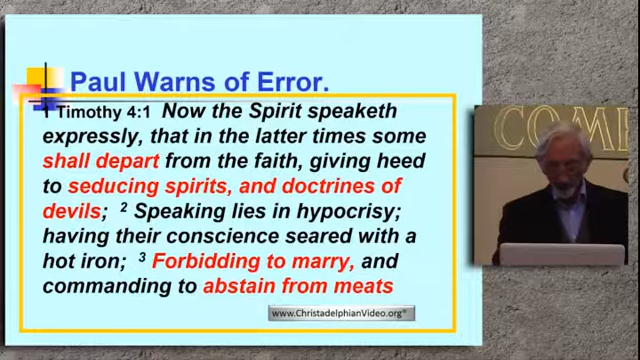 Paul Warns of Error.
1 Timothy 4:1 Now the Spirit speaketh
expressly, that in the latter times some
shall depart from the faith, giving heed
to seducing spirits, and doctrines of
devils; 2 Speaking lies in hypocrisy;
having their conscience seared with a
hot iron; 3 Forbidding to marry, and
commanding to abstain from meats
www.ChristadelphianVideo.org®